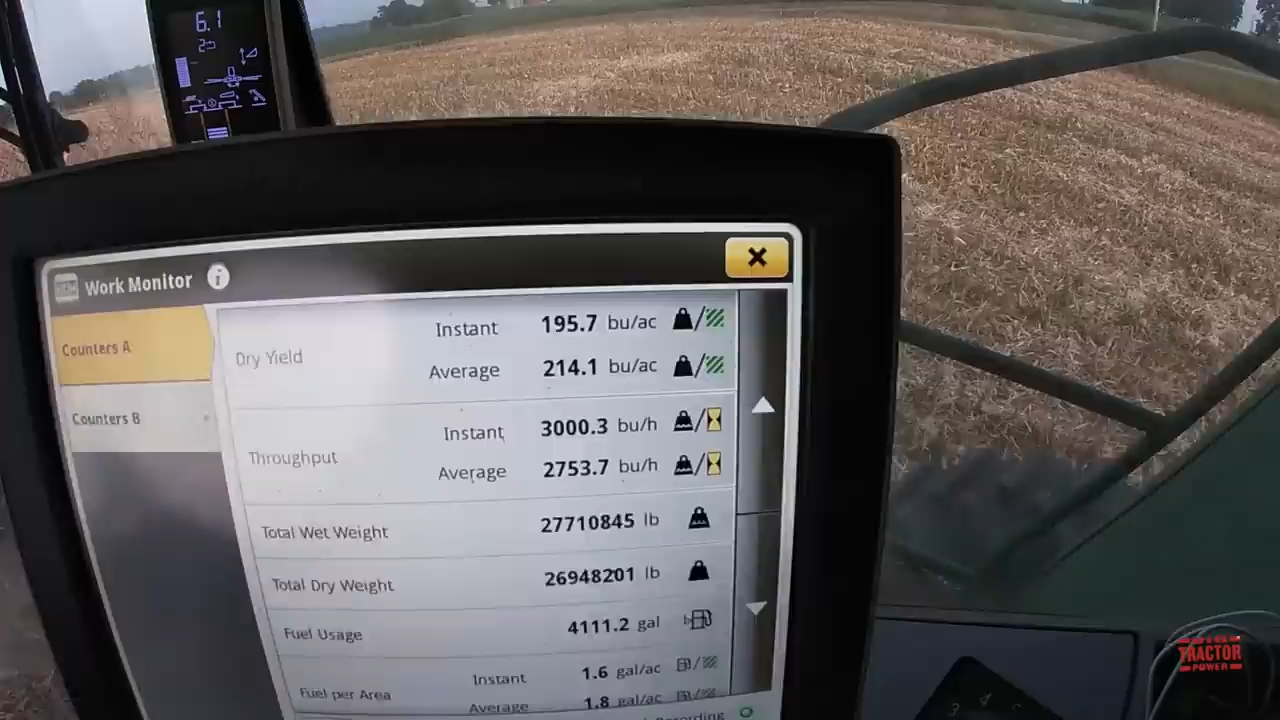 6.1
Work Monitor i
Counters A
Counters B
Dry Yield
Instant 195.7 bu/ac
Average 214.1 bu/ac
Throughput
Instant 3000.3 bu/h
Average 2753.7 bu/h
Total Wet Weight 27710845 lb
Total Dry Weight 26948201 lb
Fuel Usage 4111.2 gal
Fuel per Area
Instant 1.6 gal/ac
Average 1.8 gal/ac
Recording
3 4
TRACTOR
POWER